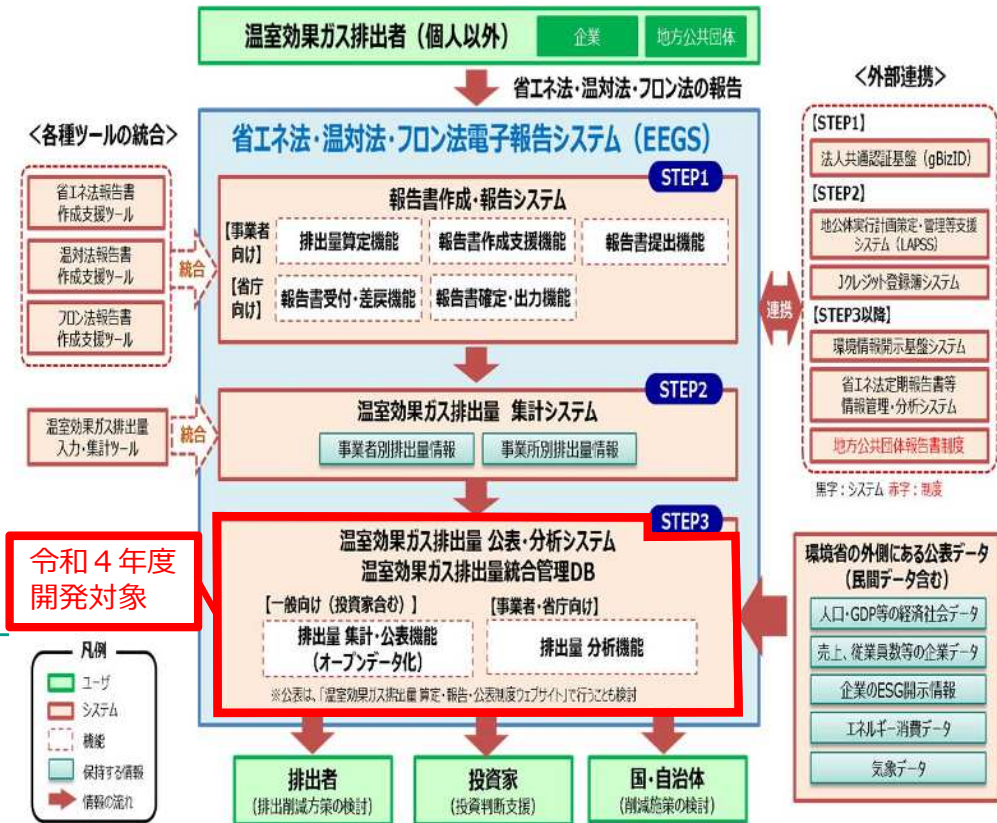 温室効果ガス排出者（個人以外）
企業
地方公共団体
省エネ法・温対法・フロン法の報告
＜各種ツールの統合＞
省エネ法報告書
作成支援ツール
温対法報告書
作成支援ツール
フロン法報告書
作成支援ツール
統合
温室効果ガス排出量
入力・集計ツール
統合
省エネ法・温対法・フロン法電子報告システム（EEGS）
STEP1
報告書作成・報告システム
【事業者
向け】
排出量算定機能
報告書作成支援機能
報告書提出機能
【省庁
向け】
報告書受付・差戻機能
報告書確定・出力機能
STEP2
温室効果ガス排出量 集計システム
事業者別排出量情報
事業所別排出量情報
STEP3
温室効果ガス排出量 公表・分析システム
温室効果ガス排出量統合管理DB
【一般向け（投資家含む）】
排出量 集計・公表機能
（オープンデータ化）
【事業者・省庁向け】
排出量 分析機能
※公表は、「温室効果ガス排出量 算定・報告・公表制度ウェブサイト」で行うことも検討
令和４年度
開発対象
連携
＜外部連携＞
【STEP1】
法人共通認証基盤（gBizID）
【STEP2】
地公体実行計画策定・管理等支援
システム（LAPSS）
Jクレジット登録簿システム
【STEP3以降】
環境情報開示基盤システム
省エネ法定期報告書等
情報管理・分析システム
地方公共団体報告書制度
黒字：システム 赤字：制度
環境省の外側にある公表データ
（民間データ含む）
人口・GDP等の経済社会データ
売上、従業員数等の企業データ
企業のESG開示情報
エネルギー消費データ
気象データ
凡例
ユーザ
システム
機能
保持する情報
情報の流れ
排出者
（排出削減方策の検討）
投資家
（投資判断支援）
国・自治体
（削減施策の検討）